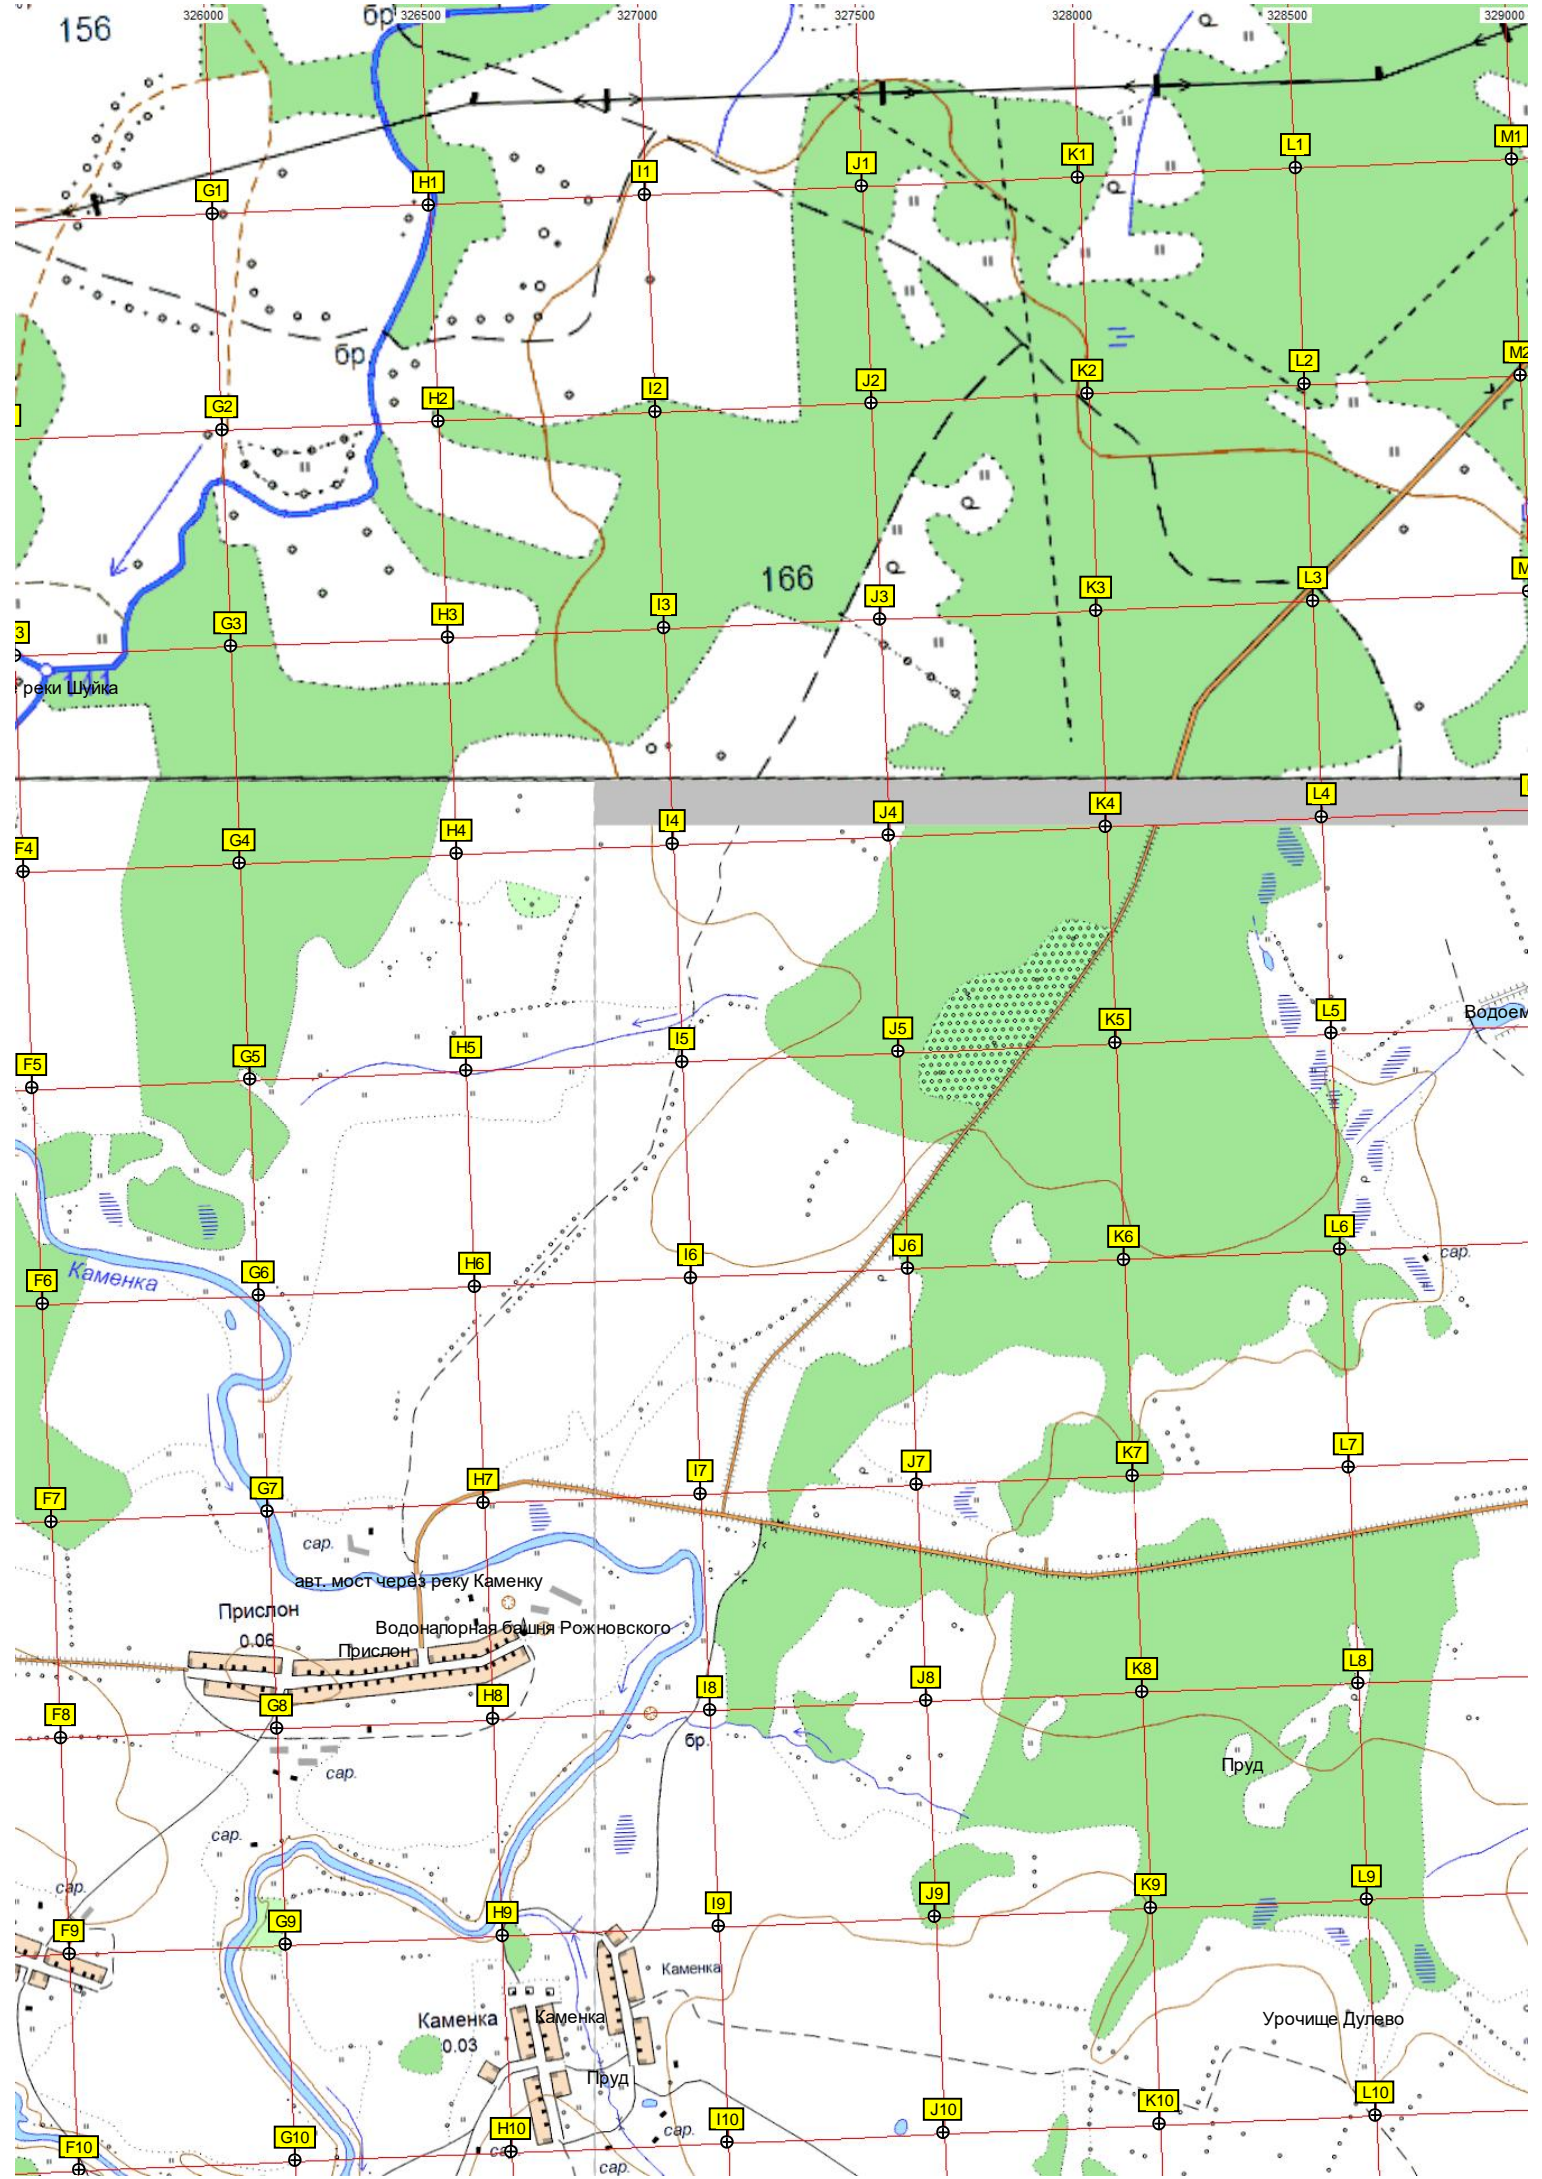 326000 326500 327000 327500 328000 328500 329000
156
бр
р
G1 H1 I1 J1 K1 L1 M1
р
бр
G2 H2 I2 J2 K2 L2 M2
р
р
166
р
3 G3 H3 I3 J3 K3 L3 M
141
реки Шуйка
F4 G4 H4 I4 J4 K4 L4
Водоем
F5 G5 H5 I5 J5 K5 L5
сар.
Каменка
F6 G6 H6 I6 J6 K6 L6
F7 G7 H7 I7 J7 K7 L7
сар.
авт. мост через реку Каменку
Прислон
0.06
Водонапорная башня Рожновского
Прислон
F8 G8 H8 I8 J8 K8 L8
бр.
Пруд
сар.
сар.
сар.
F9 G9 H9 I9 J9 K9 L9
Каменка
Каменка
0.03
Каменка
Урочище Дулево
Пруд
сар.
F10 G10 H10 I10 J10 K10 L10
сар.
сар.